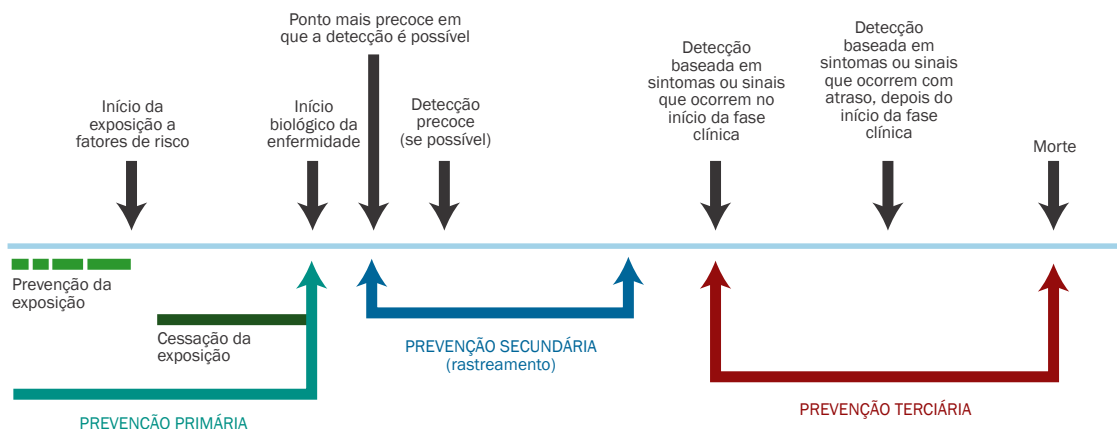 Início da
exposição a
fatores de risco
Início
biológico da
enfermidade
Ponto mais precoce em
que a detecção é possível
Detecção
precoce
(se possível)
Detecção
baseada em
sintomas ou sinais
que ocorrem no
início da fase
clínica
Detecção
baseada em
sintomas ou sinais
que ocorrem com
atraso, depois do
início da fase
clínica
Morte
Prevenção da
exposição
Cessação da
exposição
PREVENÇÃO PRIMÁRIA
PREVENÇÃO SECUNDÁRIA
(rastreamento)
PREVENÇÃO TERCIÁRIA